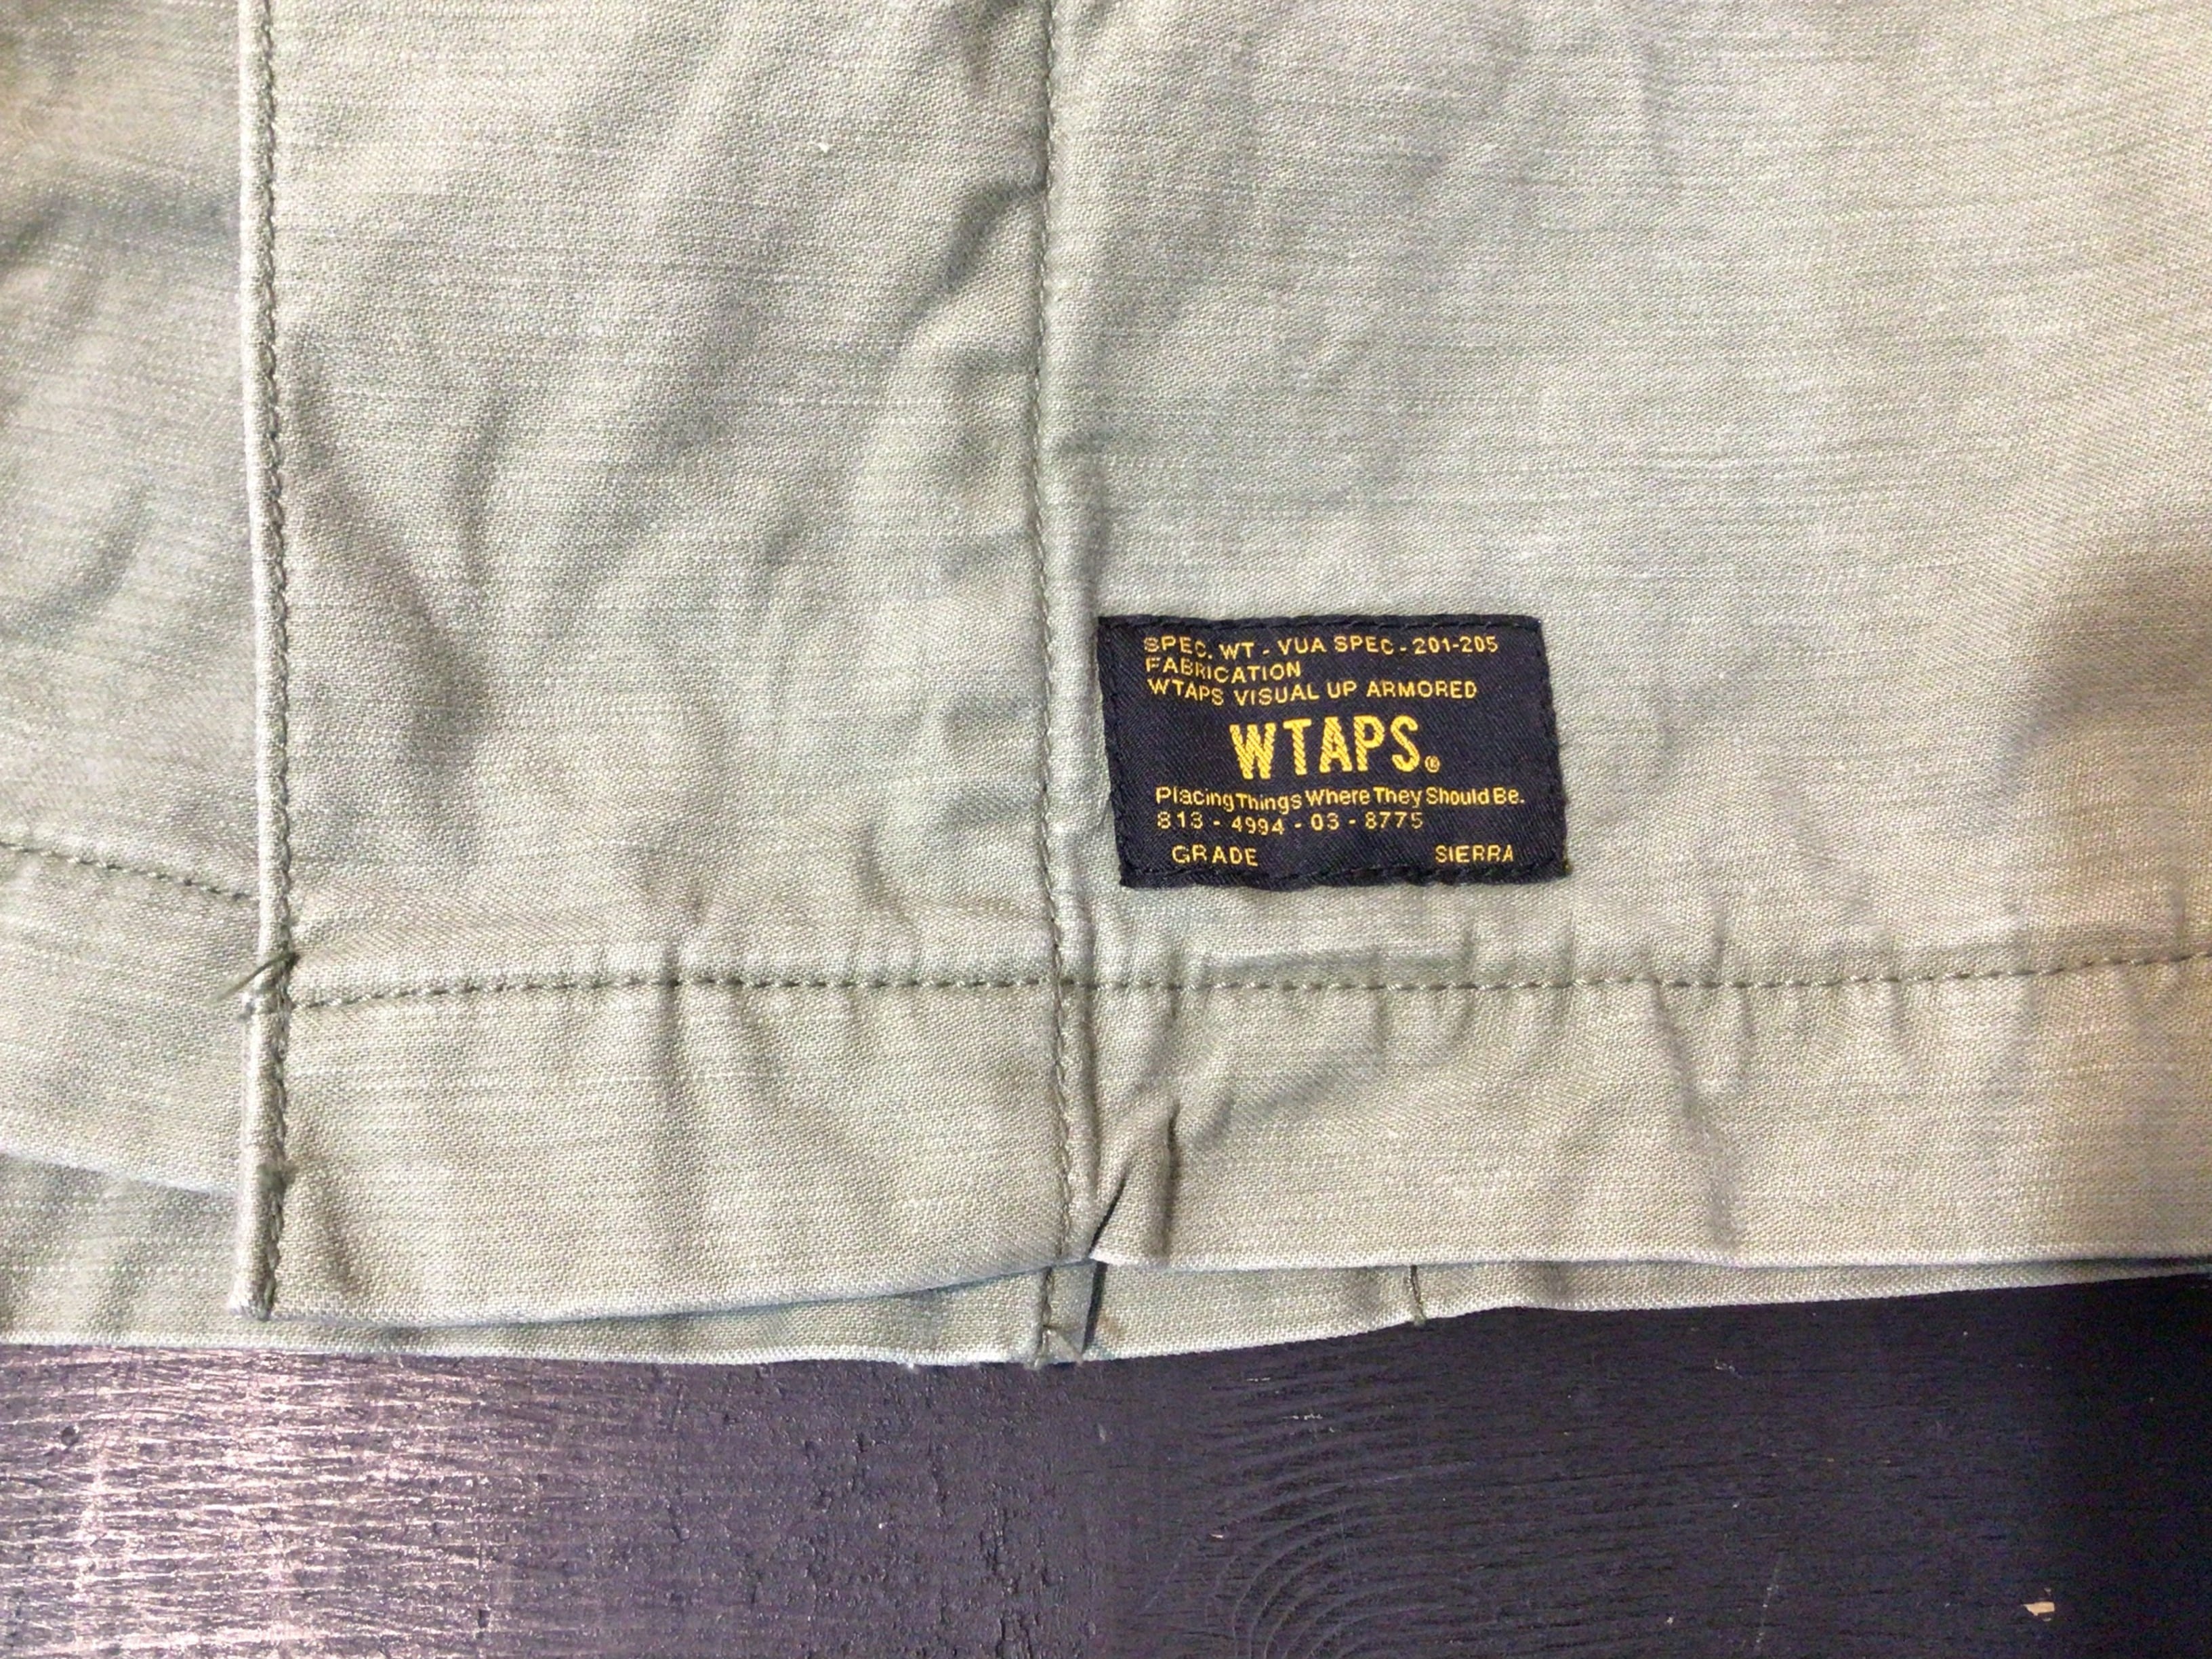 SPEC. WT - VUA SPEC - 201-205
FABRICATION
WTAPS VISUAL UP ARMORED
WTAPS.®
Placing Things Where They Should Be.
813 - 4994 - 03 - 8775
GRADE SIERRA